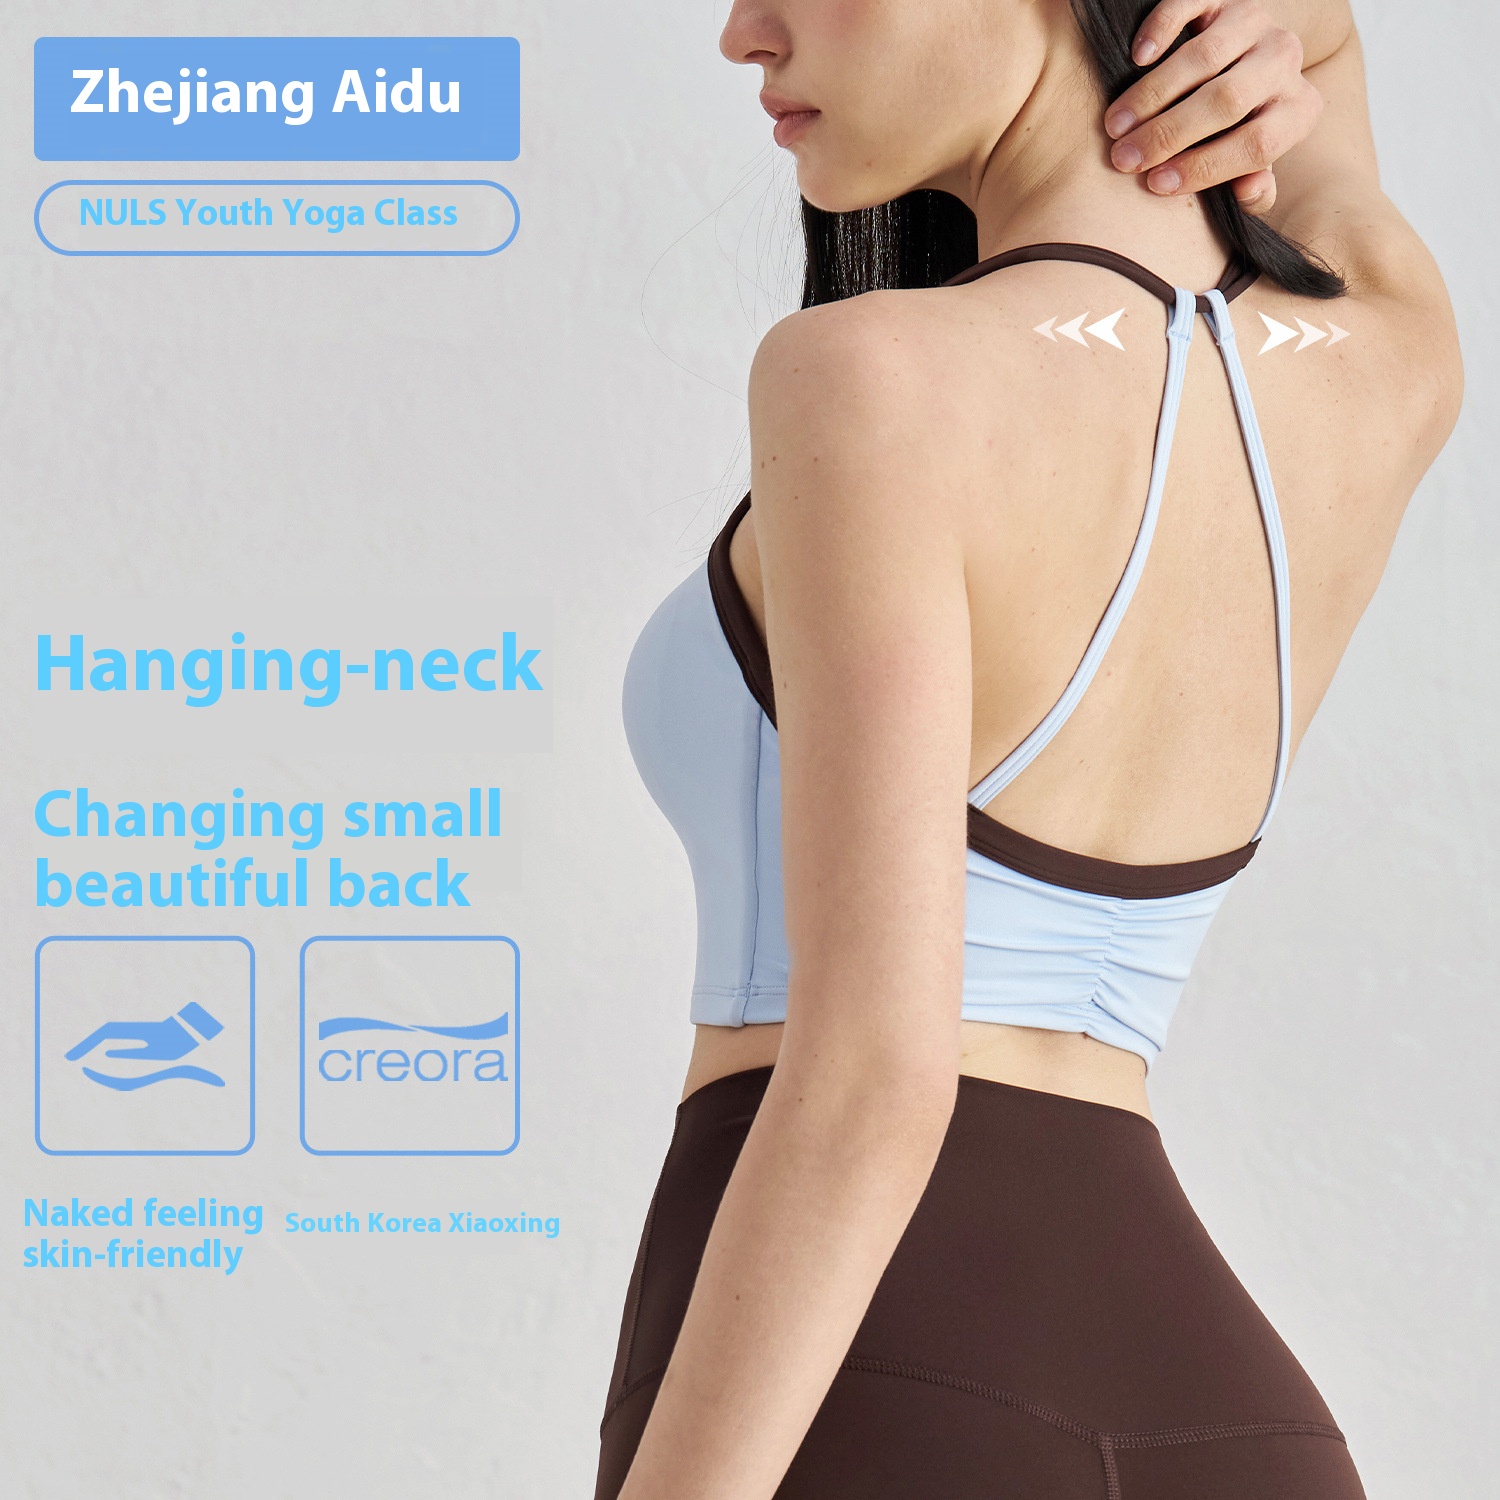 Zhejiang Aidu
NULS Youth Yoga Class
Hanging-neck
Changing small
beautiful back
creora
Naked feeling
skin-friendly
South Korea Xiaoxing